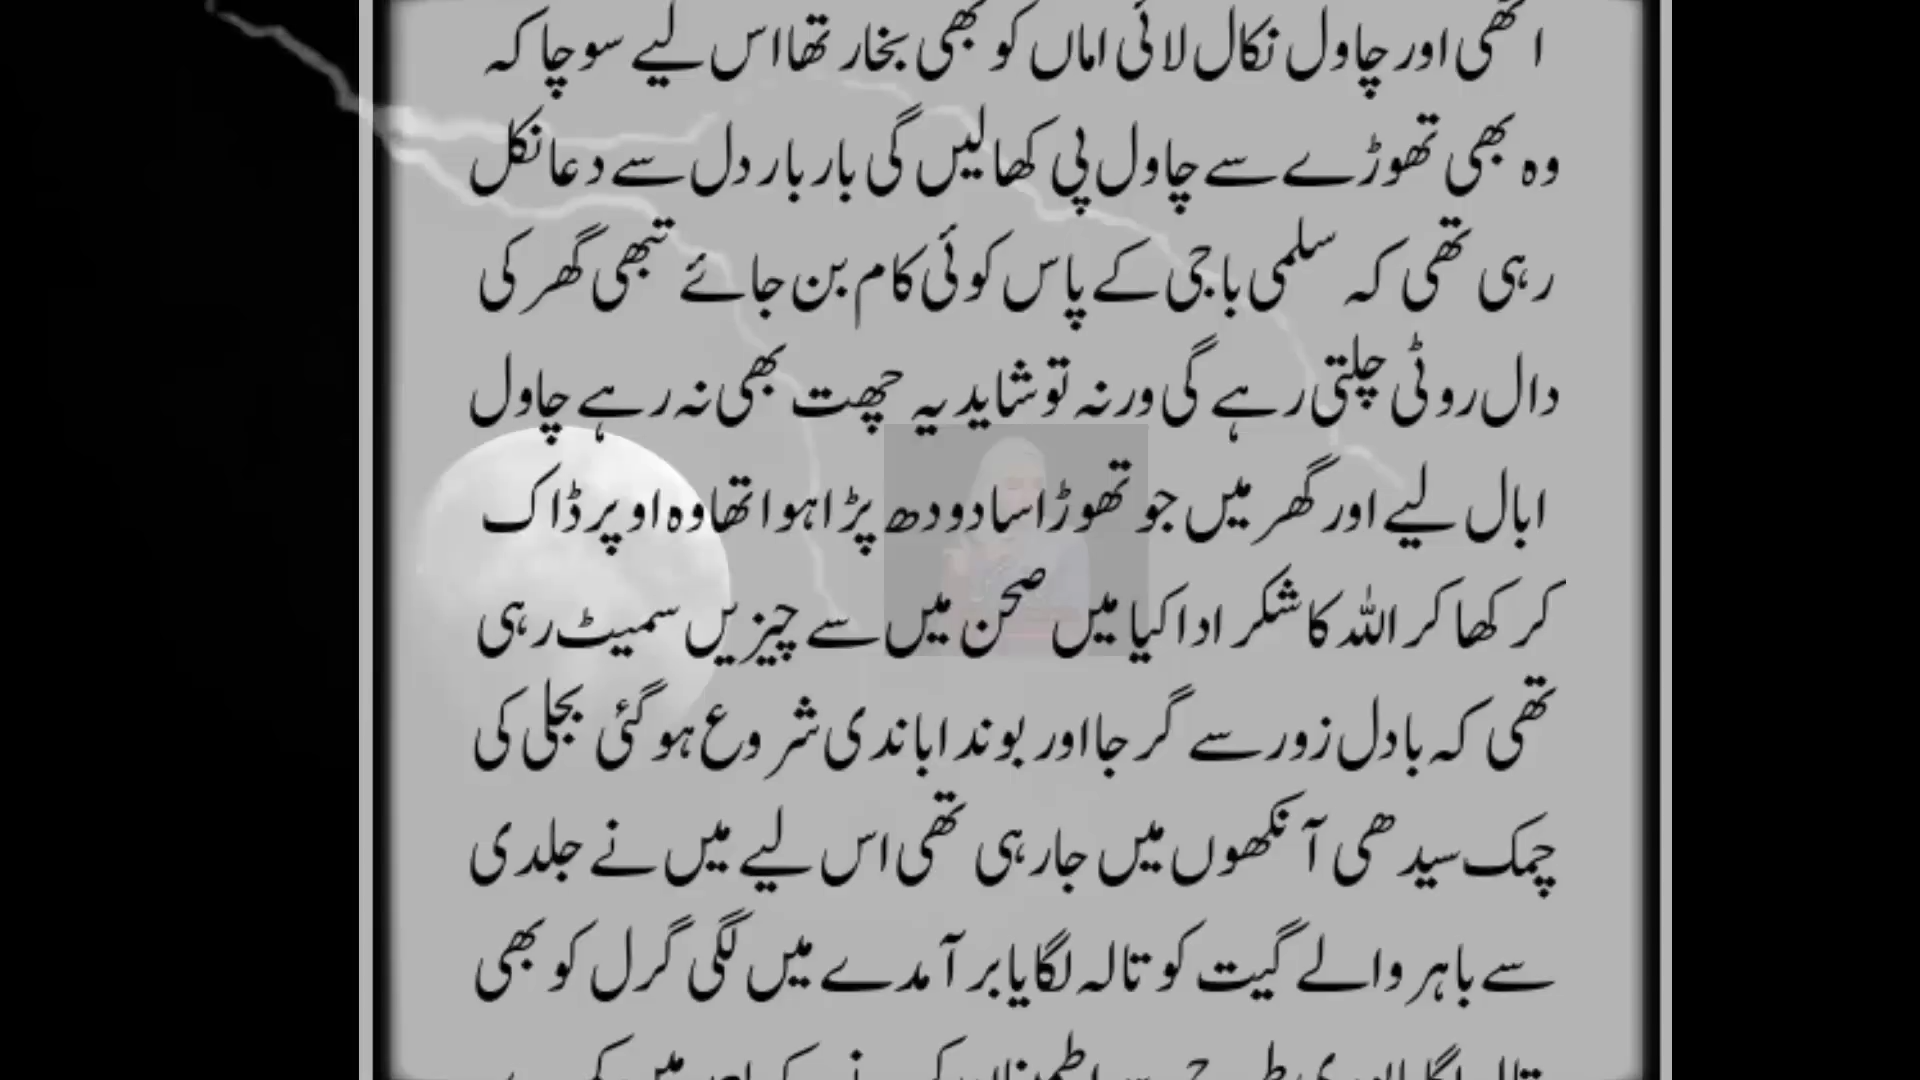 اٹھی اور چاول نکال لائی اماں کو بھی بخار تھا اس لیے سوچا کہ
وہ بھی تھوڑے سے چاول پی کھا لیں گی بار بار دل سے دعا نکل
رہی تھی کہ سلمی باجی کے پاس کوئی کام بن جائے تبھی گھر کی
دال روٹی چلتی رہے گی ورنہ تو شاید یہ چھت بھی نہ رہے چاول
ابال لیے اور گھر میں جو تھوڑا سا دودھ پڑا ہوا تھا وہ اوپر ڈاک
کر کھا کر اللہ کا شکر ادا کیا میں صحن میں سے چیزیں سمیٹ رہی
تھی کہ بادل زور سے گرجا اور بوندا باندی شروع ہو گئی بجلی کی
چمک سیدھی آنکھوں میں جا رہی تھی اس لیے میں نے جلدی
سے باہر والے گیت کو تالہ لگایا برآمدے میں لگی گرل کو بھی